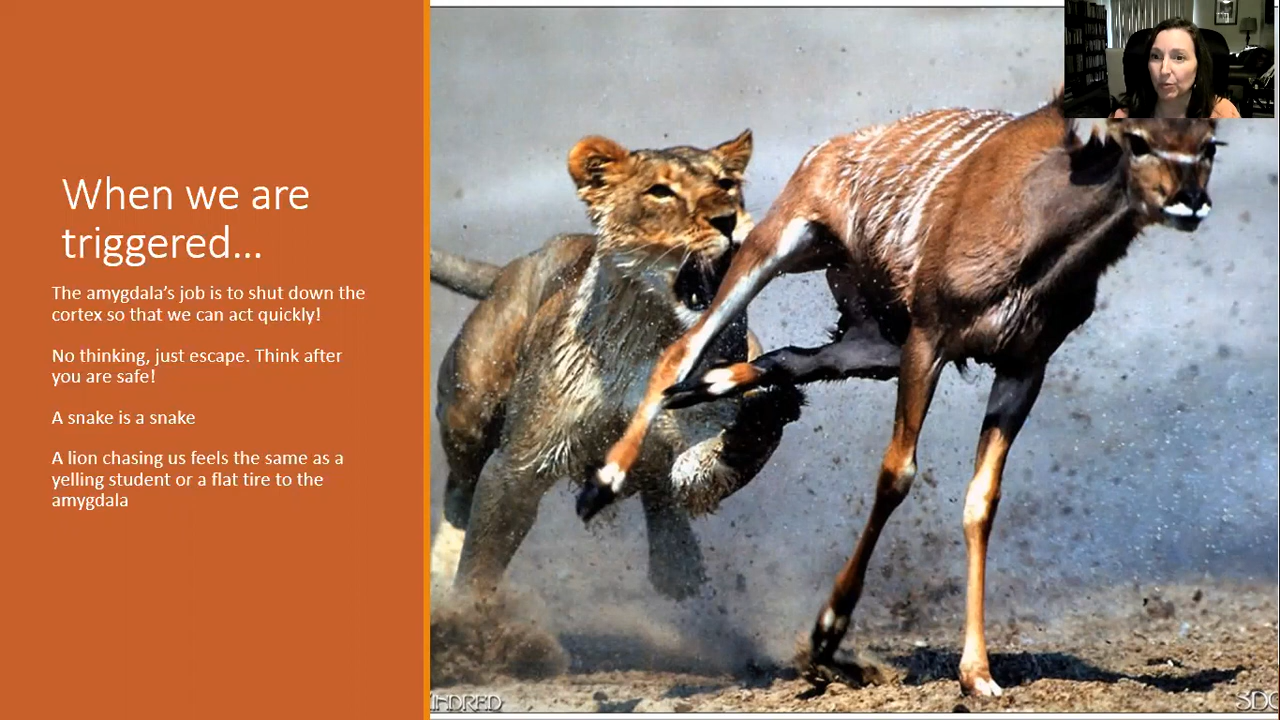 When we are
triggered...
The amygdala's job is to shut down the
cortex so that we can act quickly!
No thinking, just escape. Think after
you are safe!
A snake is a snake
A lion chasing us feels the same as a
yelling student or a flat tire to the
amygdala